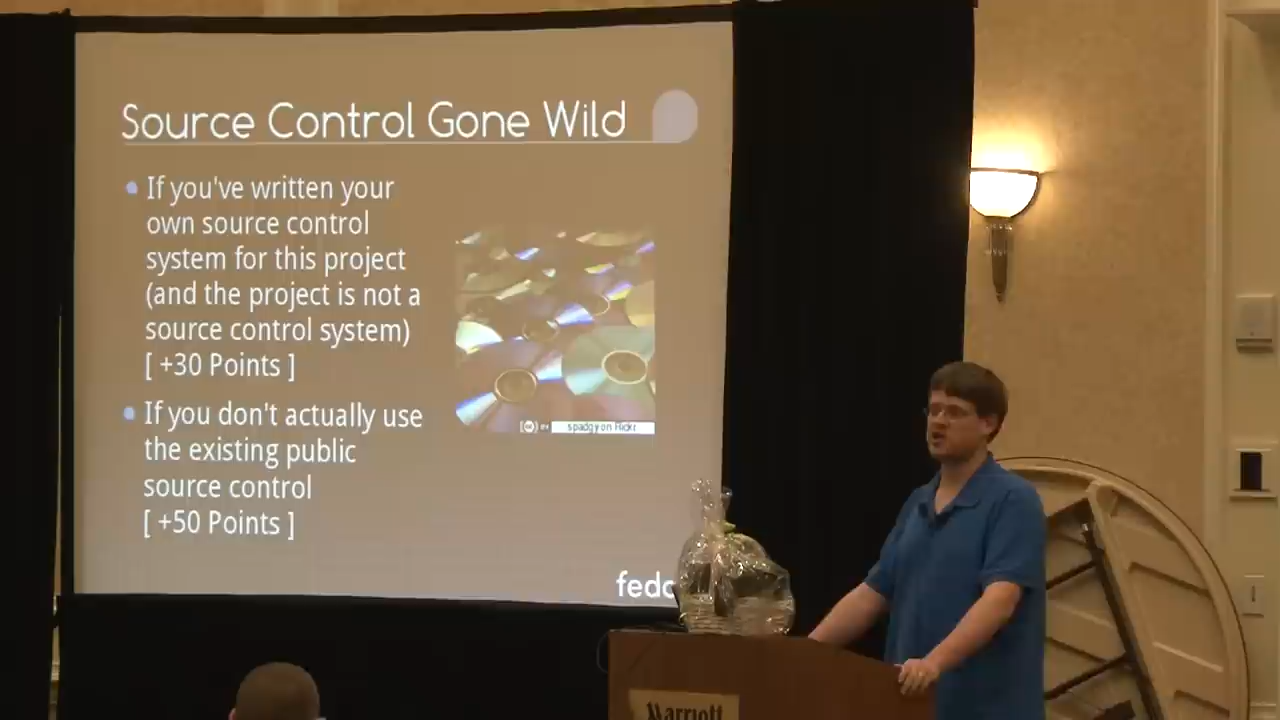 Source Control Gone Wild
If you've written your
own source control
system for this project
(and the project is not a
source control system)
[ +30 Points ]
If you don't actually use
the existing public
source control
[ +50 Points ]
spadgy on Flickr
fedo
Marriott